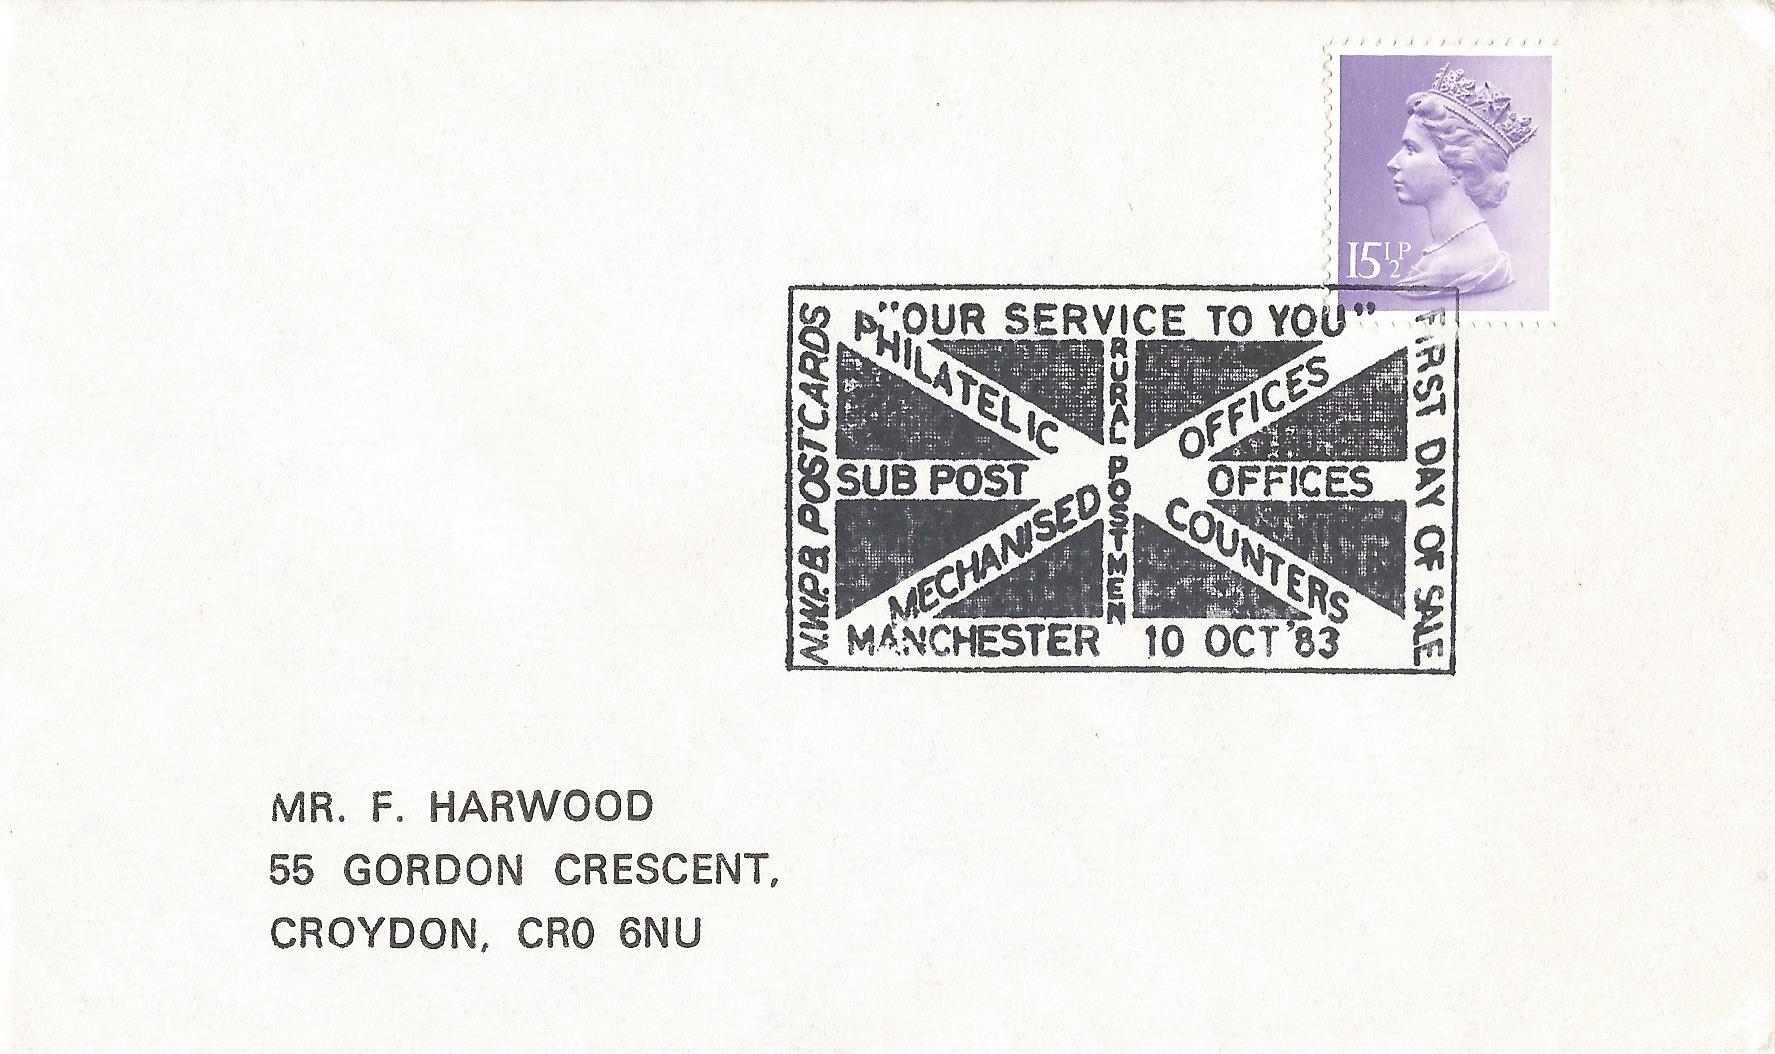 15½P
"OUR SERVICE TO YOU"
N.W.P.B. POSTCARDS
PHILATELIC
OFFICES
RURAL POSTMEN
SUB POST OFFICES
MECHANISED
COUNTERS
MANCHESTER 10 OCT '83
FIRST DAY OF SALE
MR. F. HARWOOD
55 GORDON CRESCENT,
CROYDON, CR0 6NU